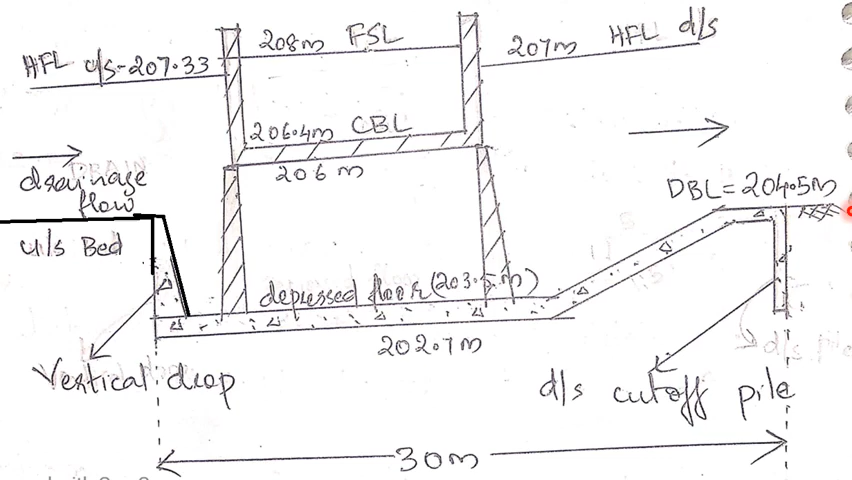 208m FSL
HFL u/s-207.33
207m HFL d/s
206.4m CBL
206 m
drainage
flow
DBL = 204.5m
u/s Bed
depressed floor (203.5 m)
202.7m
Vertical drop
d/s cutoff pile
30m